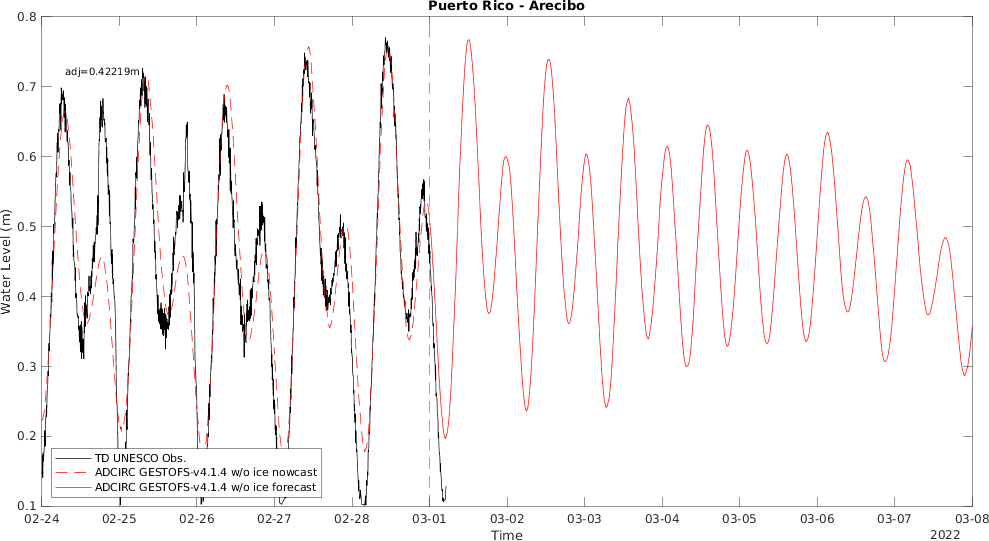 Puerto Rico - Arecibo
0.8
adj=0.42219m
0.7
0.6
0.5
0.4
0.3
0.2
0.1
Water Level (m)
TD UNESCO Obs.
ADCIRC GESTOFS-v4.1.4 w/o ice nowcast
ADCIRC GESTOFS-v4.1.4 w/o ice forecast
02-24 02-25 02-26 02-27 02-28 03-01 03-02 03-03 03-04 03-05 03-06 03-07 03-08
Time
2022